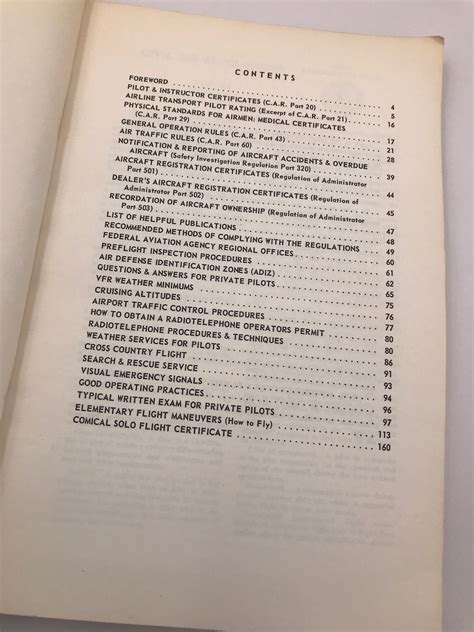 CONTENTS
FOREWORD 4
PILOT & INSTRUCTOR CERTIFICATES (C.A.R. Part 20) 5
AIRLINE TRANSPORT PILOT RATING (Excerpt of C.A.R. Part 21) 16
PHYSICAL STANDARDS FOR AIRMEN: MEDICAL CERTIFICATES
(C.A.R. Part 29) 17
GENERAL OPERATION RULES (C.A.R. Part 43) 21
AIR TRAFFIC RULES (C.A.R. Part 60) 28
NOTIFICATION & REPORTING OF AIRCRAFT ACCIDENTS & OVERDUE
AIRCRAFT (Safety Investigation Regulation Part 320) 39
AIRCRAFT REGISTRATION CERTIFICATES (Regulation of Administrator
Part 501) 44
DEALER'S AIRCRAFT REGISTRATION CERTIFICATES (Regulation of
Administrator Part 502) 45
RECORDATION OF AIRCRAFT OWNERSHIP (Regulation of Administrator
Part 503) 47
LIST OF HELPFUL PUBLICATIONS 48
RECOMMENDED METHODS OF COMPLYING WITH THE REGULATIONS 49
FEDERAL AVIATION AGENCY REGIONAL OFFICES 60
PREFLIGHT INSPECTION PROCEDURES 61
AIR DEFENSE IDENTIFICATION ZONES (ADIZ) 62
QUESTIONS & ANSWERS FOR PRIVATE PILOTS 65
VFR WEATHER MINIMUMS 75
CRUISING ALTITUDES 76
AIRPORT TRAFFIC CONTROL PROCEDURES 77
HOW TO OBTAIN A RADIOTELEPHONE OPERATORS PERMIT 80
RADIOTELEPHONE PROCEDURES & TECHNIQUES 80
WEATHER SERVICES FOR PILOTS 86
CROSS COUNTRY FLIGHT 91
SEARCH & RESCUE SERVICE 93
VISUAL EMERGENCY SIGNALS 94
GOOD OPERATING PRACTICES 96
TYPICAL WRITTEN EXAM FOR PRIVATE PILOTS 97
ELEMENTARY FLIGHT MANEUVERS (How to Fly) 113
COMICAL SOLO FLIGHT CERTIFICATE 160